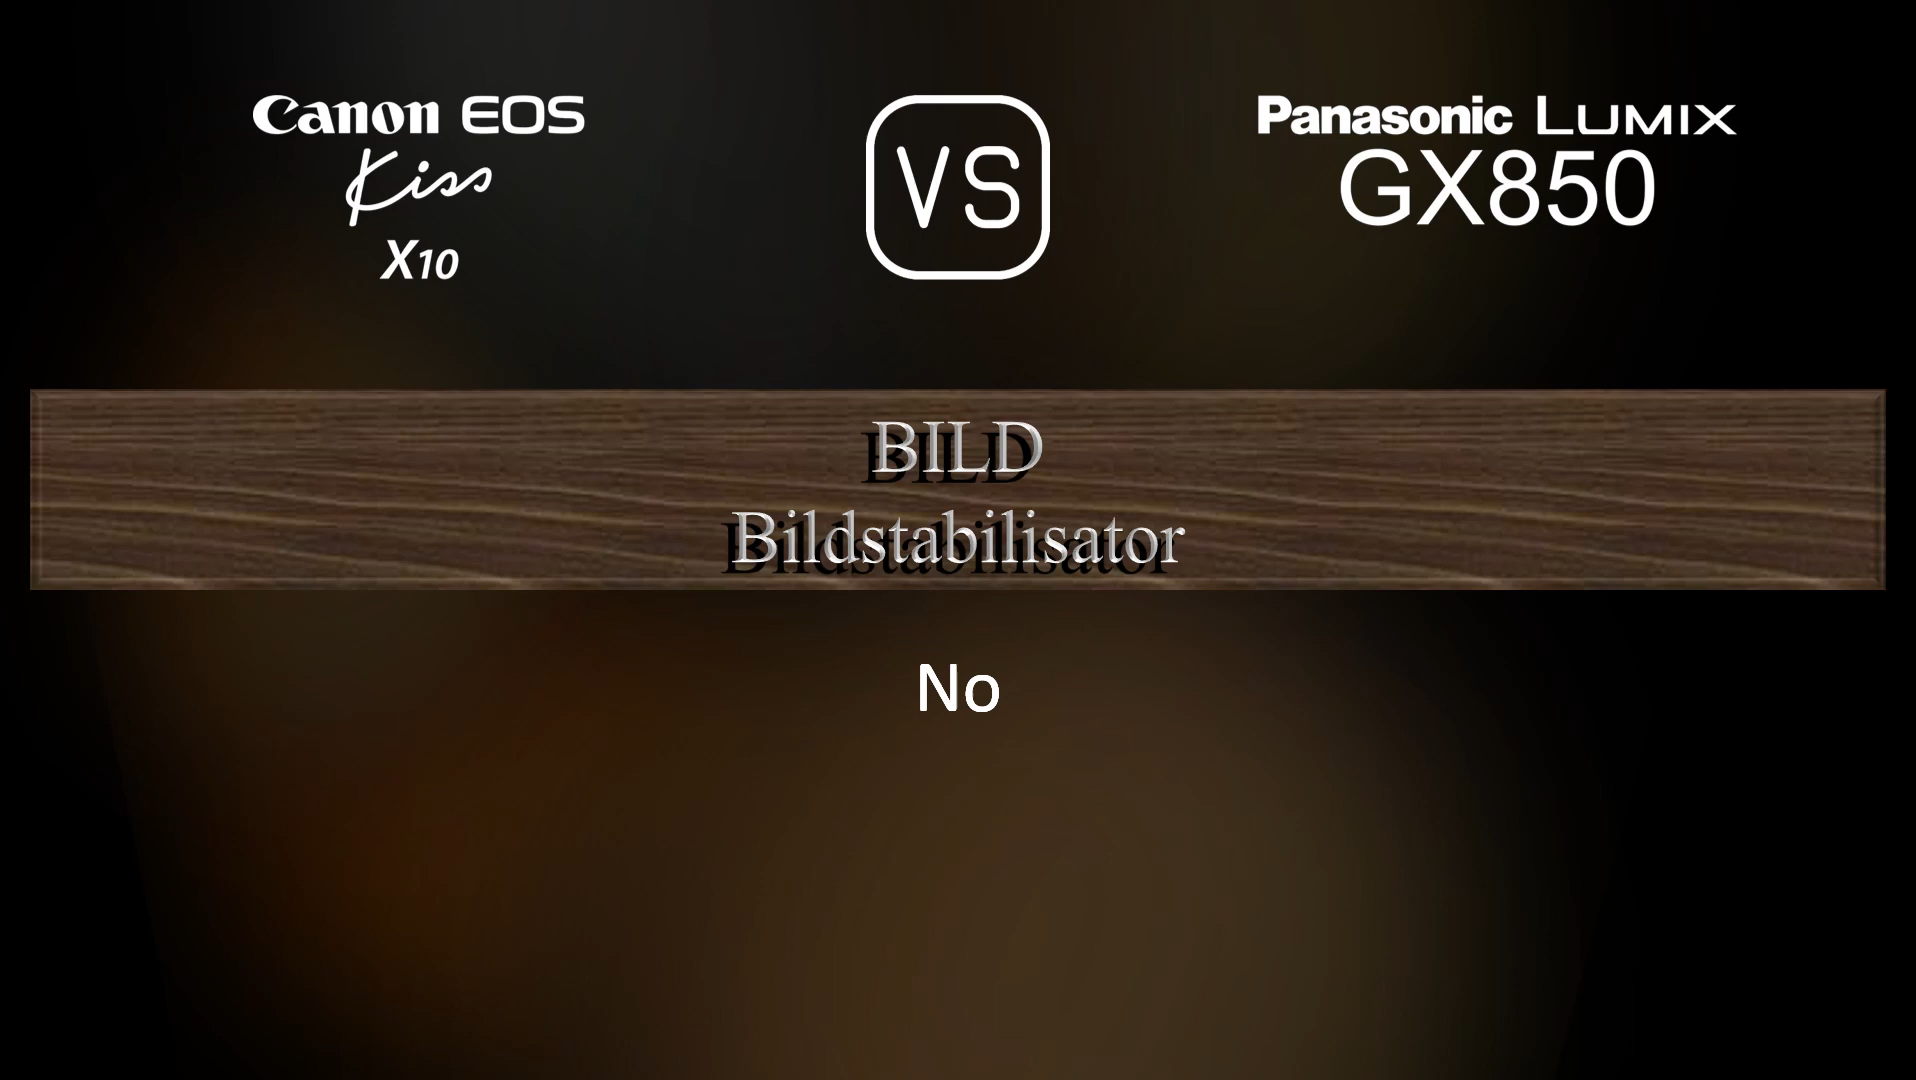 Canon EOS
Kiss
X10
VS
Panasonic LUMIX
GX850
BILD
Bildstabilisator
No